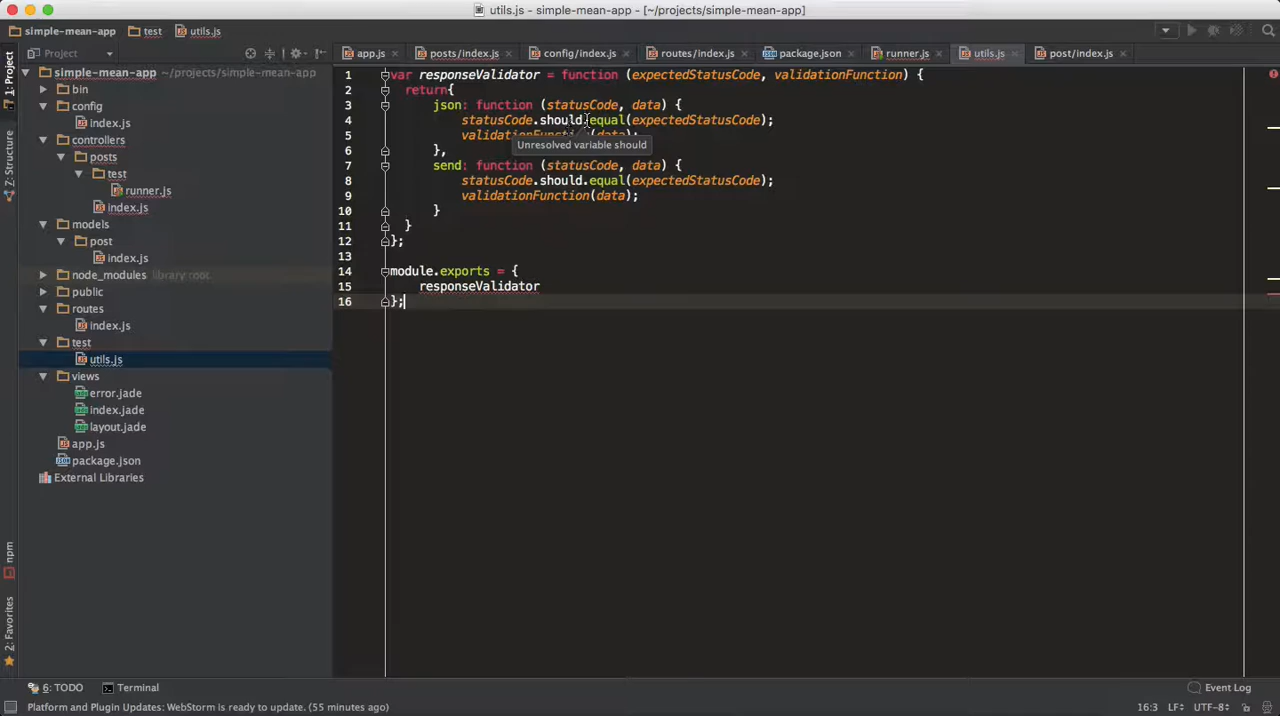 utils.js - simple-mean-app - [~/projects/simple-mean-app]
simple-mean-app test utils.js
Project
app.js posts/index.js config/index.js routes/index.js package.json runner.js utils.js post/index.js
1: Project
Z: Structure
npm
2: Favorites
simple-mean-app ~/projects/simple-mean-app
bin
config
index.js
controllers
posts
test
runner.js
index.js
models
post
index.js
node_modules library root
public
routes
index.js
test
utils.js
views
error.jade
index.jade
layout.jade
app.js
package.json
External Libraries
1 var responseValidator = function (expectedStatusCode, validationFunction) {
2 return{
3 json: function (statusCode, data) {
4 statusCode.should.equal(expectedStatusCode);
5 validationFunction(data);
Unresolved variable should
6 },
7 send: function (statusCode, data) {
8 statusCode.should.equal(expectedStatusCode);
9 validationFunction(data);
10 }
11 }
12 };
13
14 module.exports = {
15 responseValidator
16 };
6: TODO Terminal Event Log
Platform and Plugin Updates: WebStorm is ready to update. (55 minutes ago) 16:3 LF UTF-8